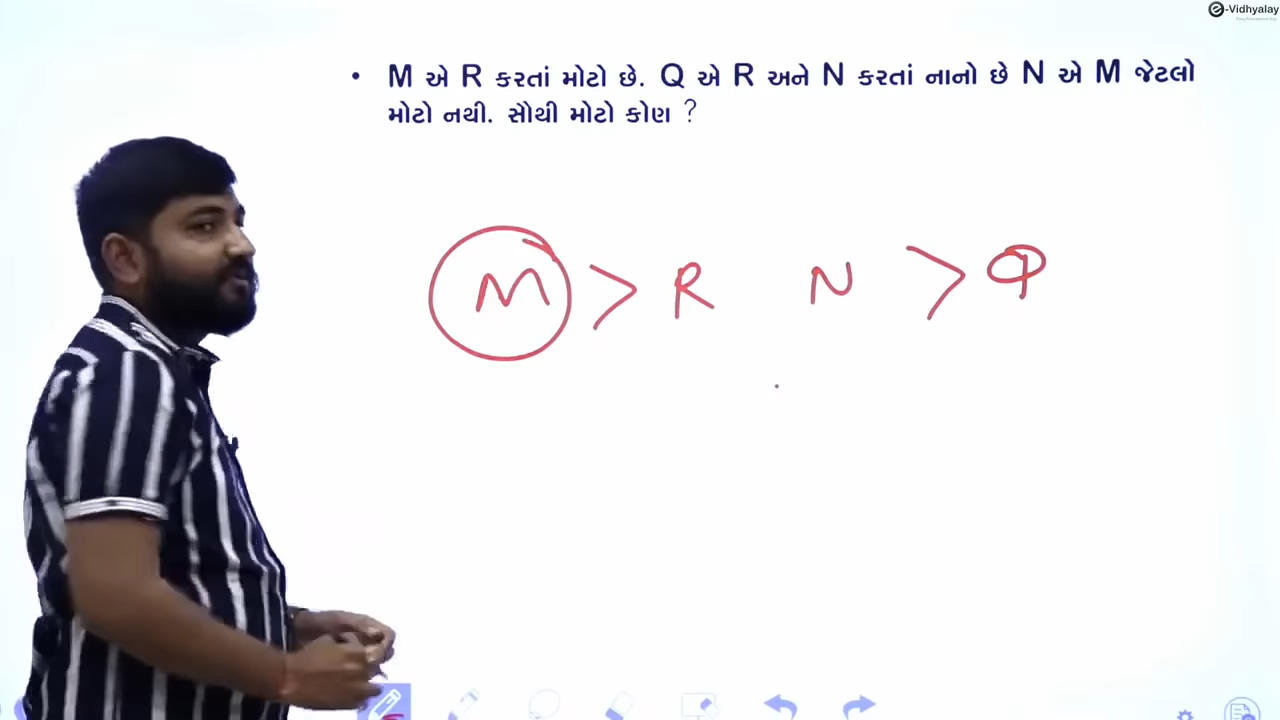 e-Vidhyalay
• M એ R કરતાં મોટો છે. Q એ R અને N કરતાં નાનો છે N એ M જેટલો
મોટો નથી. સૌથી મોટો કોણ ?
M > R N > Q